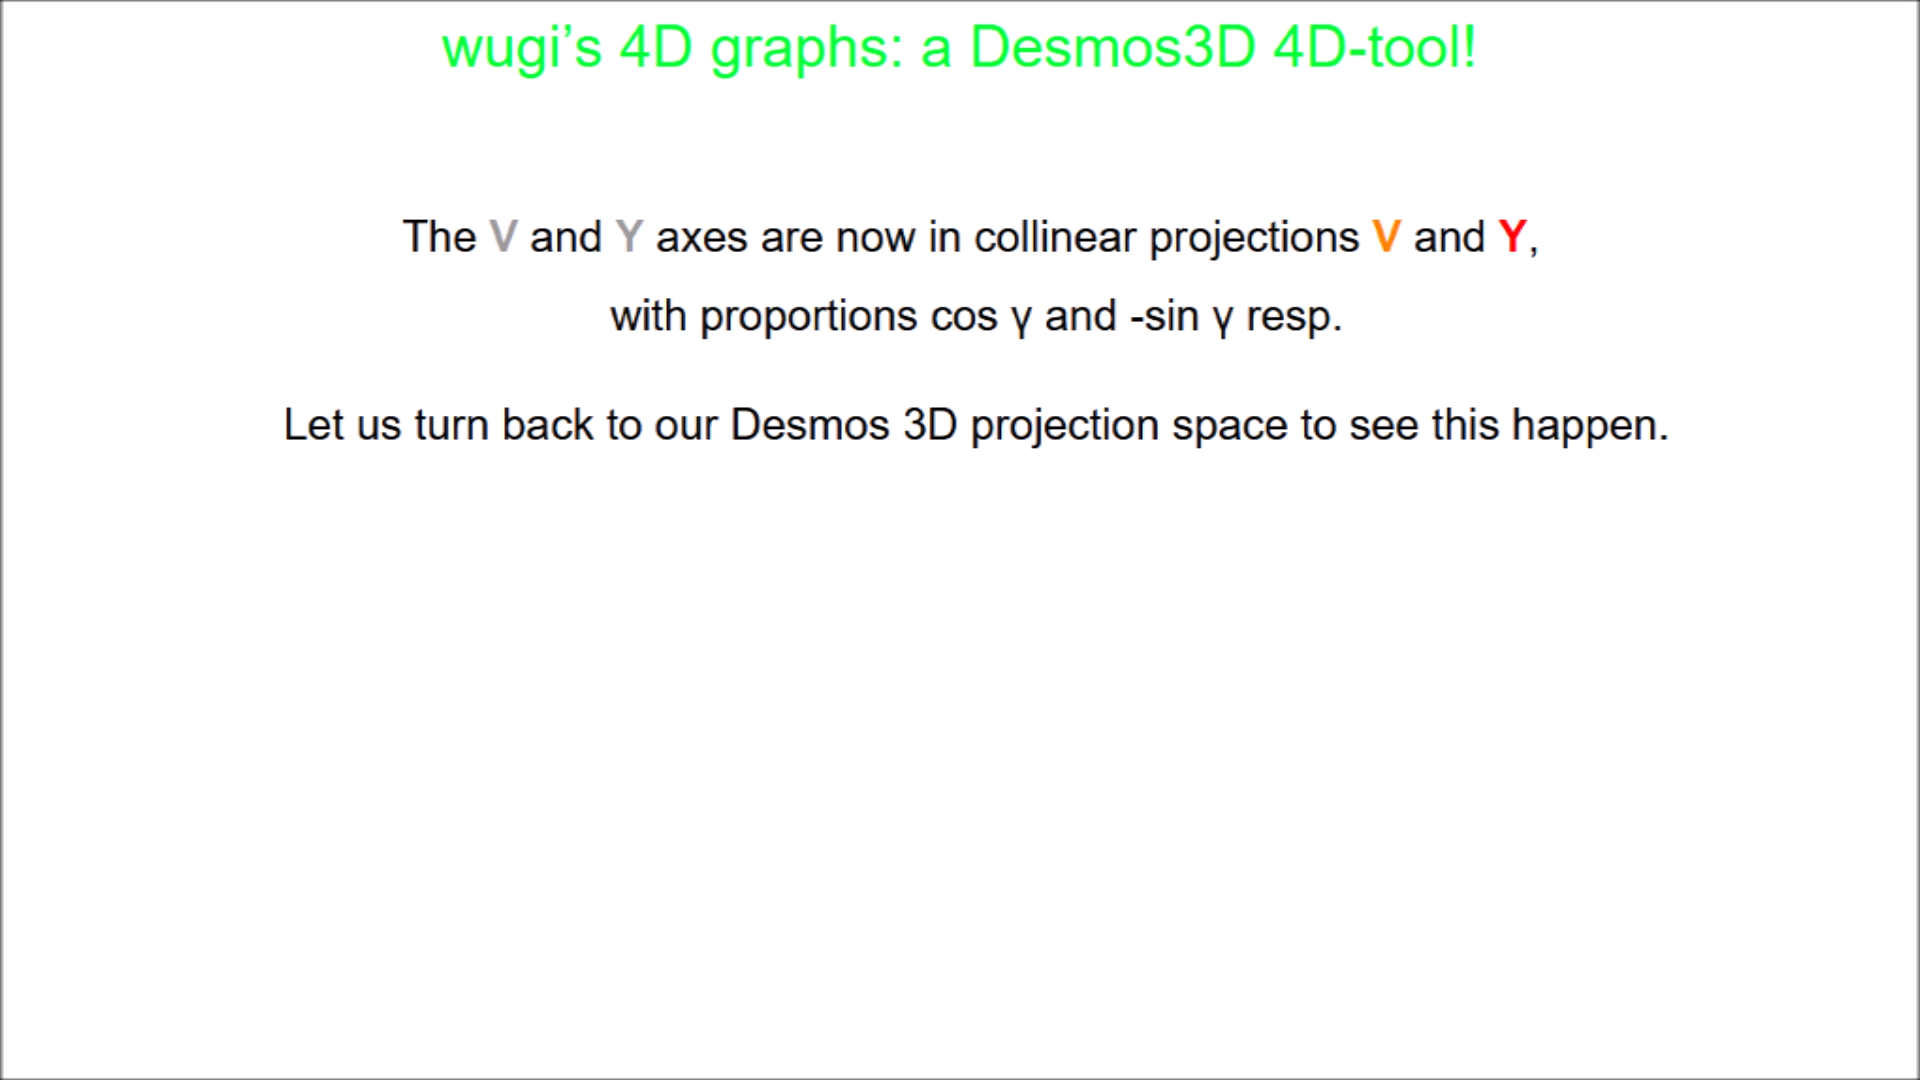 wugi’s 4D graphs: a Desmos3D 4D-tool!
The V and Y axes are now in collinear projections V and Y,
with proportions cos γ and -sin γ resp.
Let us turn back to our Desmos 3D projection space to see this happen.